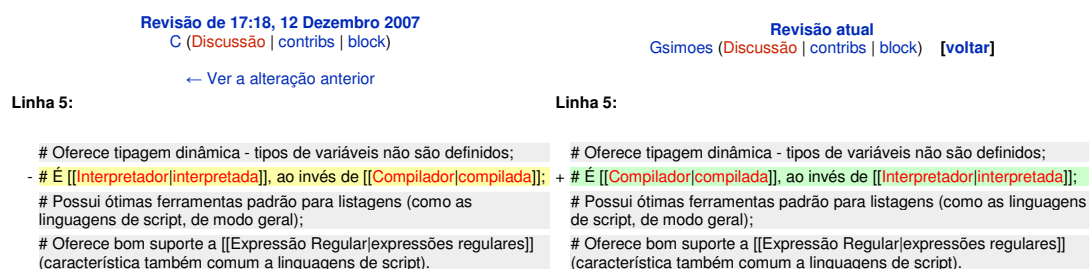 Revisão de 17:18, 12 Dezembro 2007
C (Discussão | contribs | block)
← Ver a alteração anterior
Revisão atual
Gsimoes (Discussão | contribs | block) [voltar]
Linha 5:
Linha 5:
# Oferece tipagem dinâmica - tipos de variáveis não são definidos;
# Oferece tipagem dinâmica - tipos de variáveis não são definidos;
- # É [[Interpretador|interpretada]], ao invés de [[Compilador|compilada]];
+ # É [[Compilador|compilada]], ao invés de [[Interpretador|interpretada]];
# Possui ótimas ferramentas padrão para listagens (como as
linguagens de script, de modo geral);
# Possui ótimas ferramentas padrão para listagens (como as linguagens
de script, de modo geral);
# Oferece bom suporte a [[Expressão Regular|expressões regulares]]
(característica também comum a linguagens de script).
# Oferece bom suporte a [[Expressão Regular|expressões regulares]]
(característica também comum a linguagens de script).